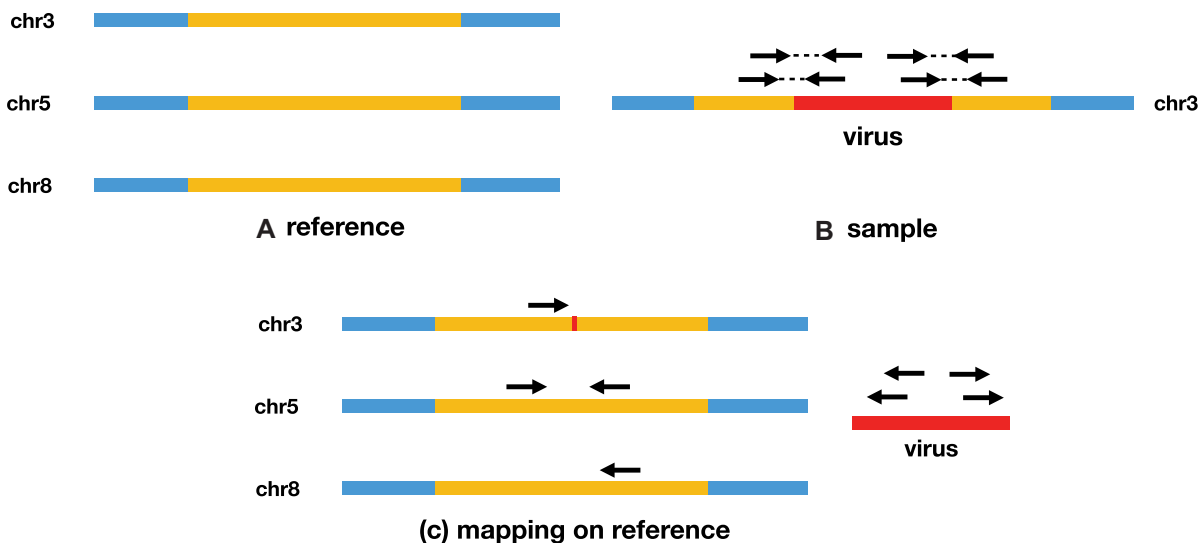 chr3
chr5
chr8
A reference
chr3
virus
B sample
chr3
chr5
chr8
virus
(c) mapping on reference